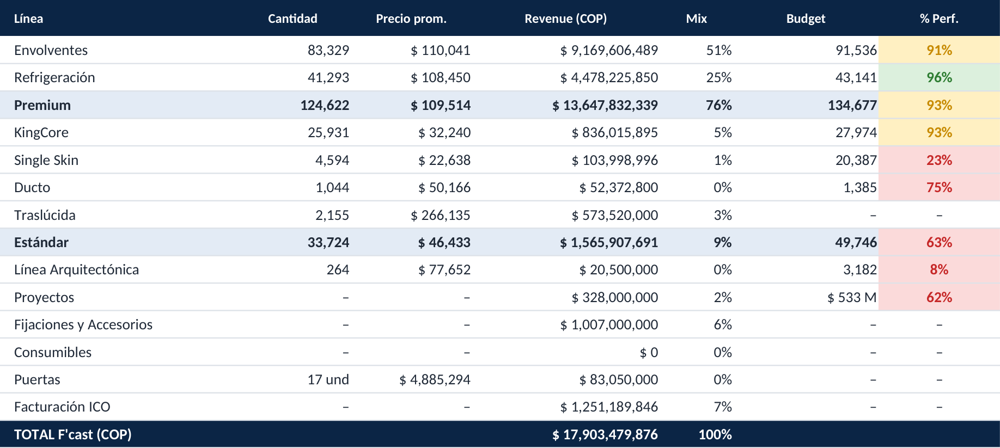 Línea Cantidad Precio prom. Revenue (COP) Mix Budget % Perf.
Envolventes 83,329 $ 110,041 $ 9,169,606,489 51% 91,536 91%
Refrigeración 41,293 $ 108,450 $ 4,478,225,850 25% 43,141 96%
Premium 124,622 $ 109,514 $ 13,647,832,339 76% 134,677 93%
KingCore 25,931 $ 32,240 $ 836,015,895 5% 27,974 93%
Single Skin 4,594 $ 22,638 $ 103,998,996 1% 20,387 23%
Ducto 1,044 $ 50,166 $ 52,372,800 0% 1,385 75%
Traslúcida 2,155 $ 266,135 $ 573,520,000 3% – –
Estándar 33,724 $ 46,433 $ 1,565,907,691 9% 49,746 63%
Línea Arquitectónica 264 $ 77,652 $ 20,500,000 0% 3,182 8%
Proyectos – – $ 328,000,000 2% $ 533 M 62%
Fijaciones y Accesorios – – $ 1,007,000,000 6% – –
Consumibles – – $ 0 0% – –
Puertas 17 und $ 4,885,294 $ 83,050,000 0% – –
Facturación ICO – – $ 1,251,189,846 7% – –
TOTAL F'cast (COP) $ 17,903,479,876 100%